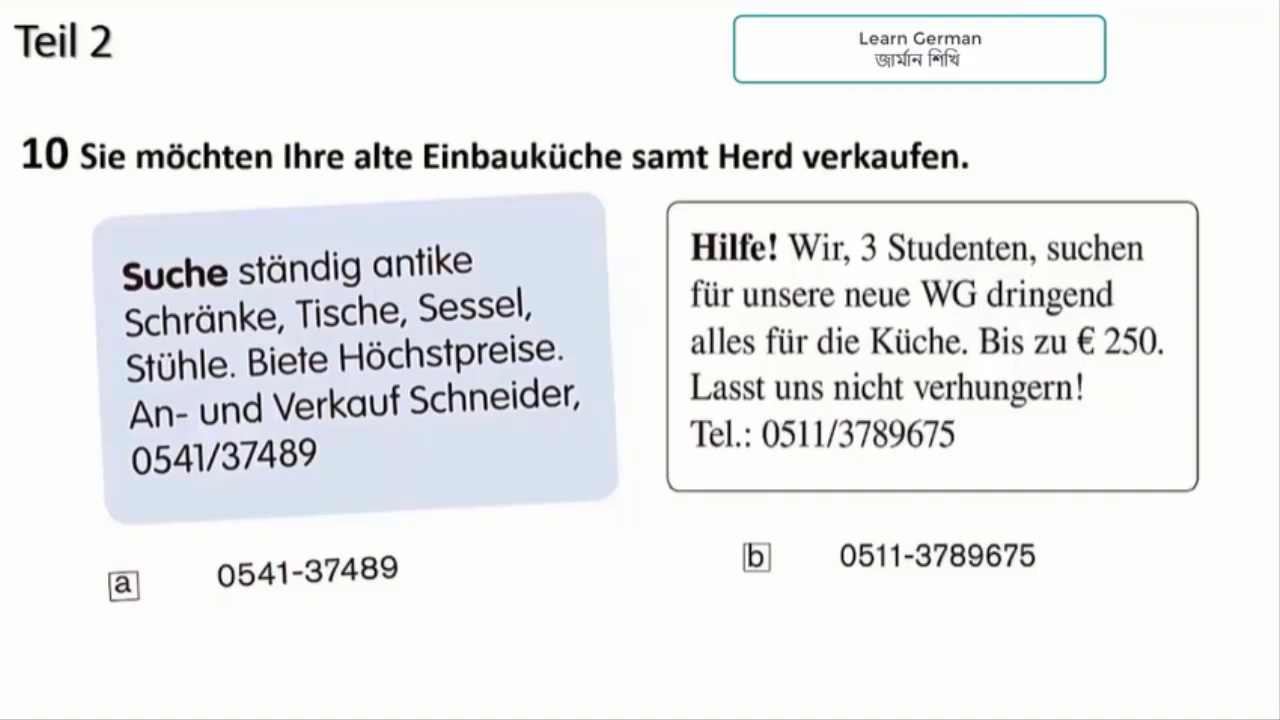 Teil 2
Learn German
জার্মান শিখি
10 Sie möchten Ihre alte Einbauküche samt Herd verkaufen.
Suche ständig antike
Schränke, Tische, Sessel,
Stühle. Biete Höchstpreise.
An- und Verkauf Schneider,
0541/37489
Hilfe! Wir, 3 Studenten, suchen
für unsere neue WG dringend
alles für die Küche. Bis zu € 250.
Lasst uns nicht verhungern!
Tel.: 0511/3789675
a 0541-37489
b 0511-3789675